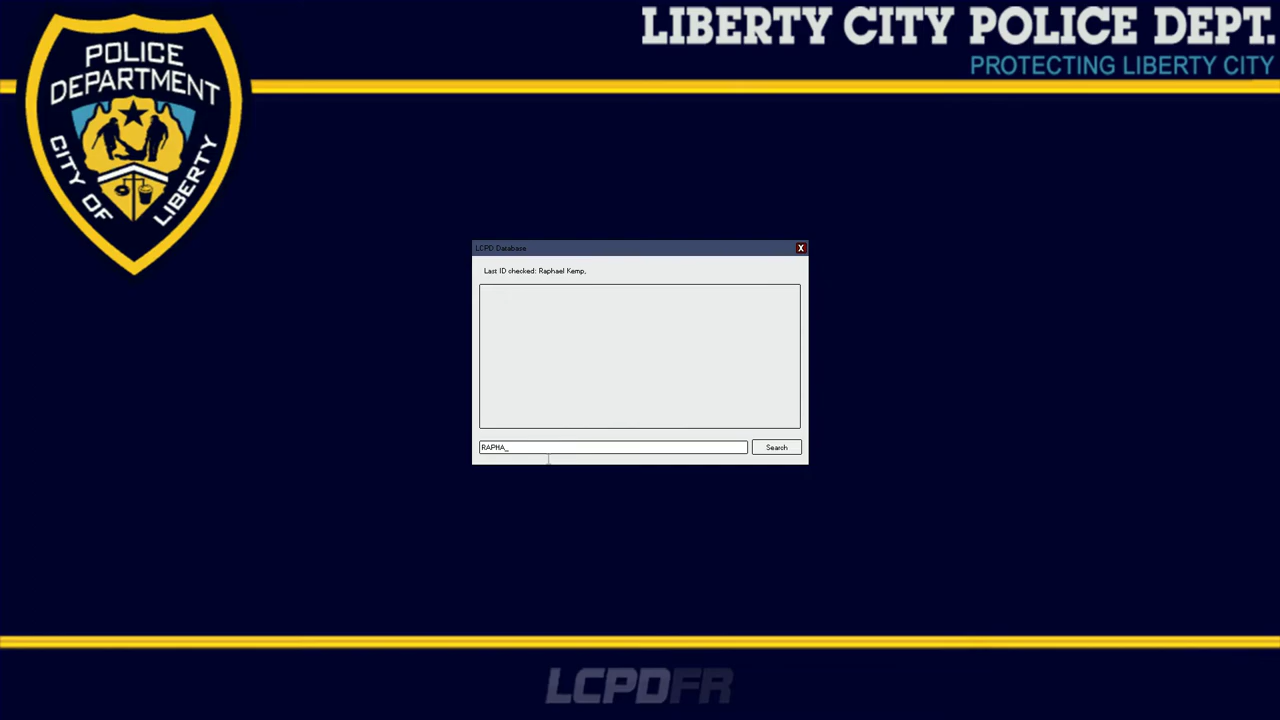 POLICE
DEPARTMENT
CITY OF LIBERTY
LIBERTY CITY POLICE DEPT.
PROTECTING LIBERTY CITY
LCPD Database
X
Last ID checked: Raphael Kemp,
RAPHA_
Search
LCPDFR